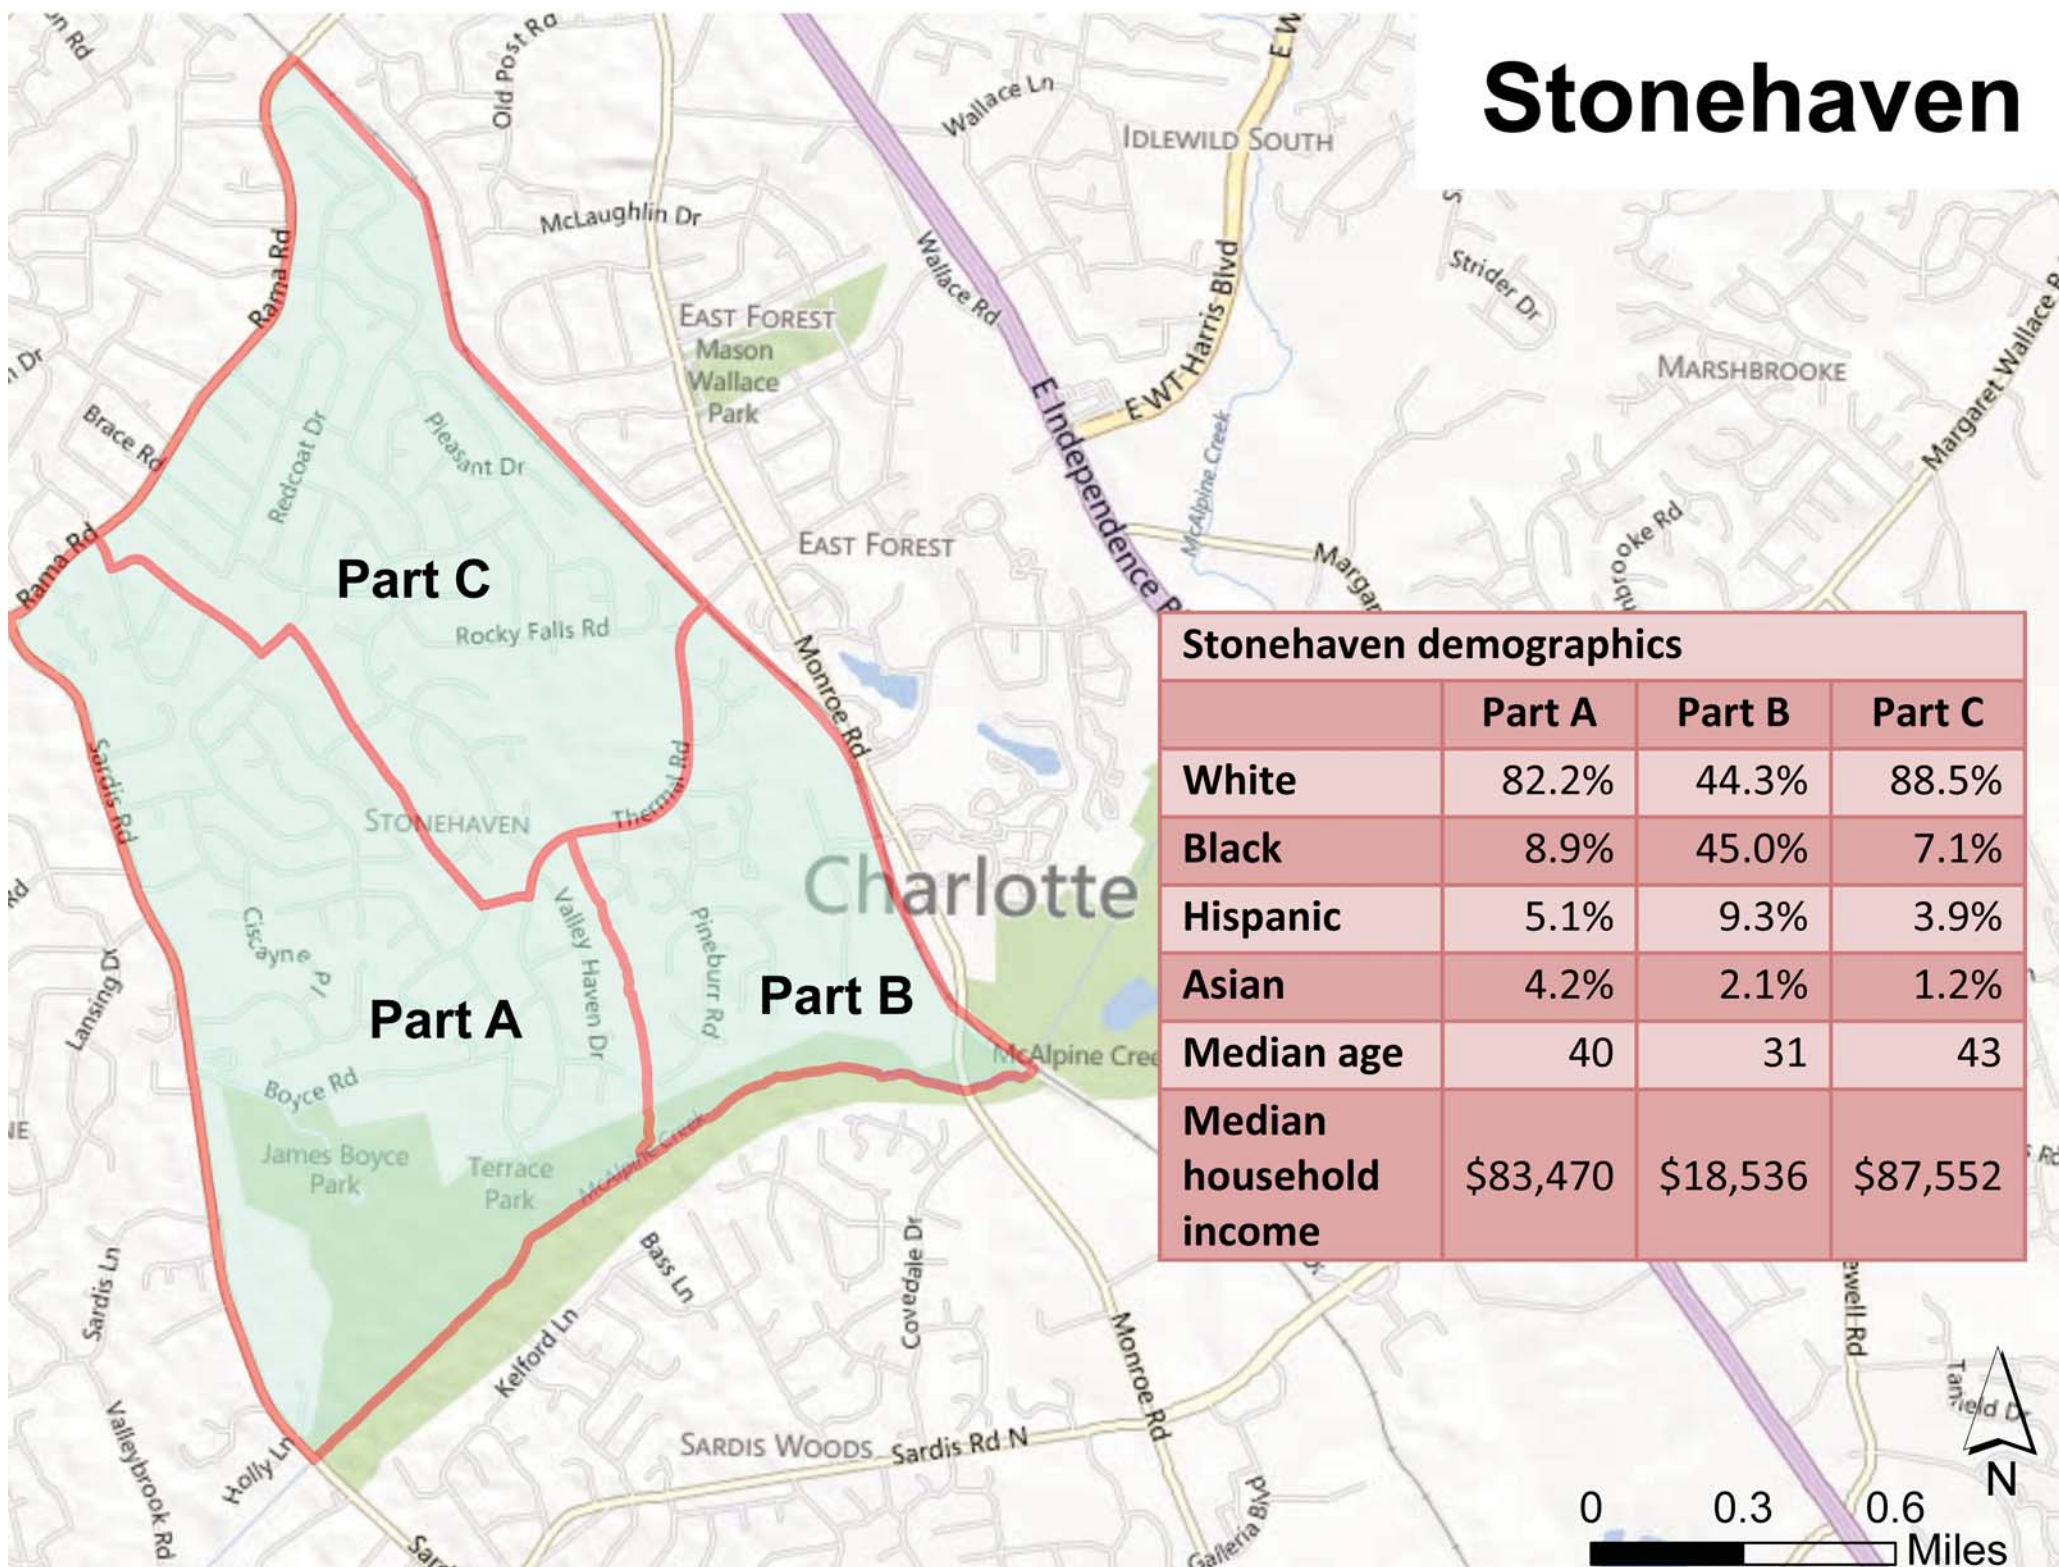 Stonehaven
Old Post Rd
Wallace Ln
IDLEWILD SOUTH
McLaughlin Dr
Rama Rd
Wallace Rd
E WT Harris Blvd
Strider Dr
EAST FOREST
Mason
Wallace
Park
MARSHBROOKE
Margaret Wallace R
Brace Rd
Redcoat Dr
Pleasant Dr
E Independence
McAlpine Creek
EAST FOREST
Margar
Rama Rd
Part C
Rocky Falls Rd
Monroe Rd
Sardis Rd
STONEHAVEN
Thermal Rd
Charlotte
Valley Haven Dr
Pineburr Rd
Part A
Part B
Lansing Dr
Boyce Rd
McAlpine Cree
James Boyce
Park
Terrace
Park
McAlpine Creek
Stonehaven demographics
Part A Part B Part C
White 82.2% 44.3% 88.5%
Black 8.9% 45.0% 7.1%
Hispanic 5.1% 9.3% 3.9%
Asian 4.2% 2.1% 1.2%
Median age 40 31 43
Median
household
income
$83,470 $18,536 $87,552
Sardis Ln
Bass Ln
Covedale Dr
Kelford Ln
Monroe Rd
ewell Rd
Valleybrook Rd
Holly Ln
SARDIS WOODS
Sardis Rd N
Galleria Blvd
N
0 0.3 0.6
Miles